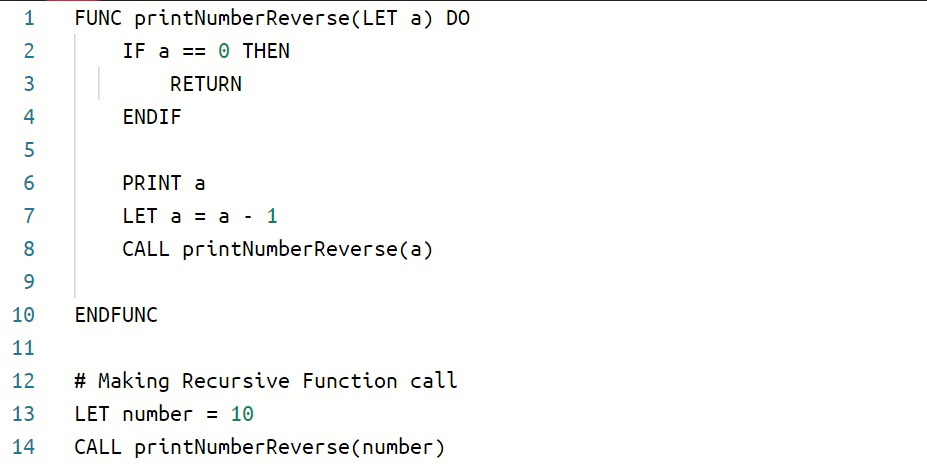 1 FUNC printNumberReverse(LET a) DO
2 IF a == 0 THEN
3 RETURN
4 ENDIF
5
6 PRINT a
7 LET a = a - 1
8 CALL printNumberReverse(a)
9
10 ENDFUNC
11
12 # Making Recursive Function call
13 LET number = 10
14 CALL printNumberReverse(number)